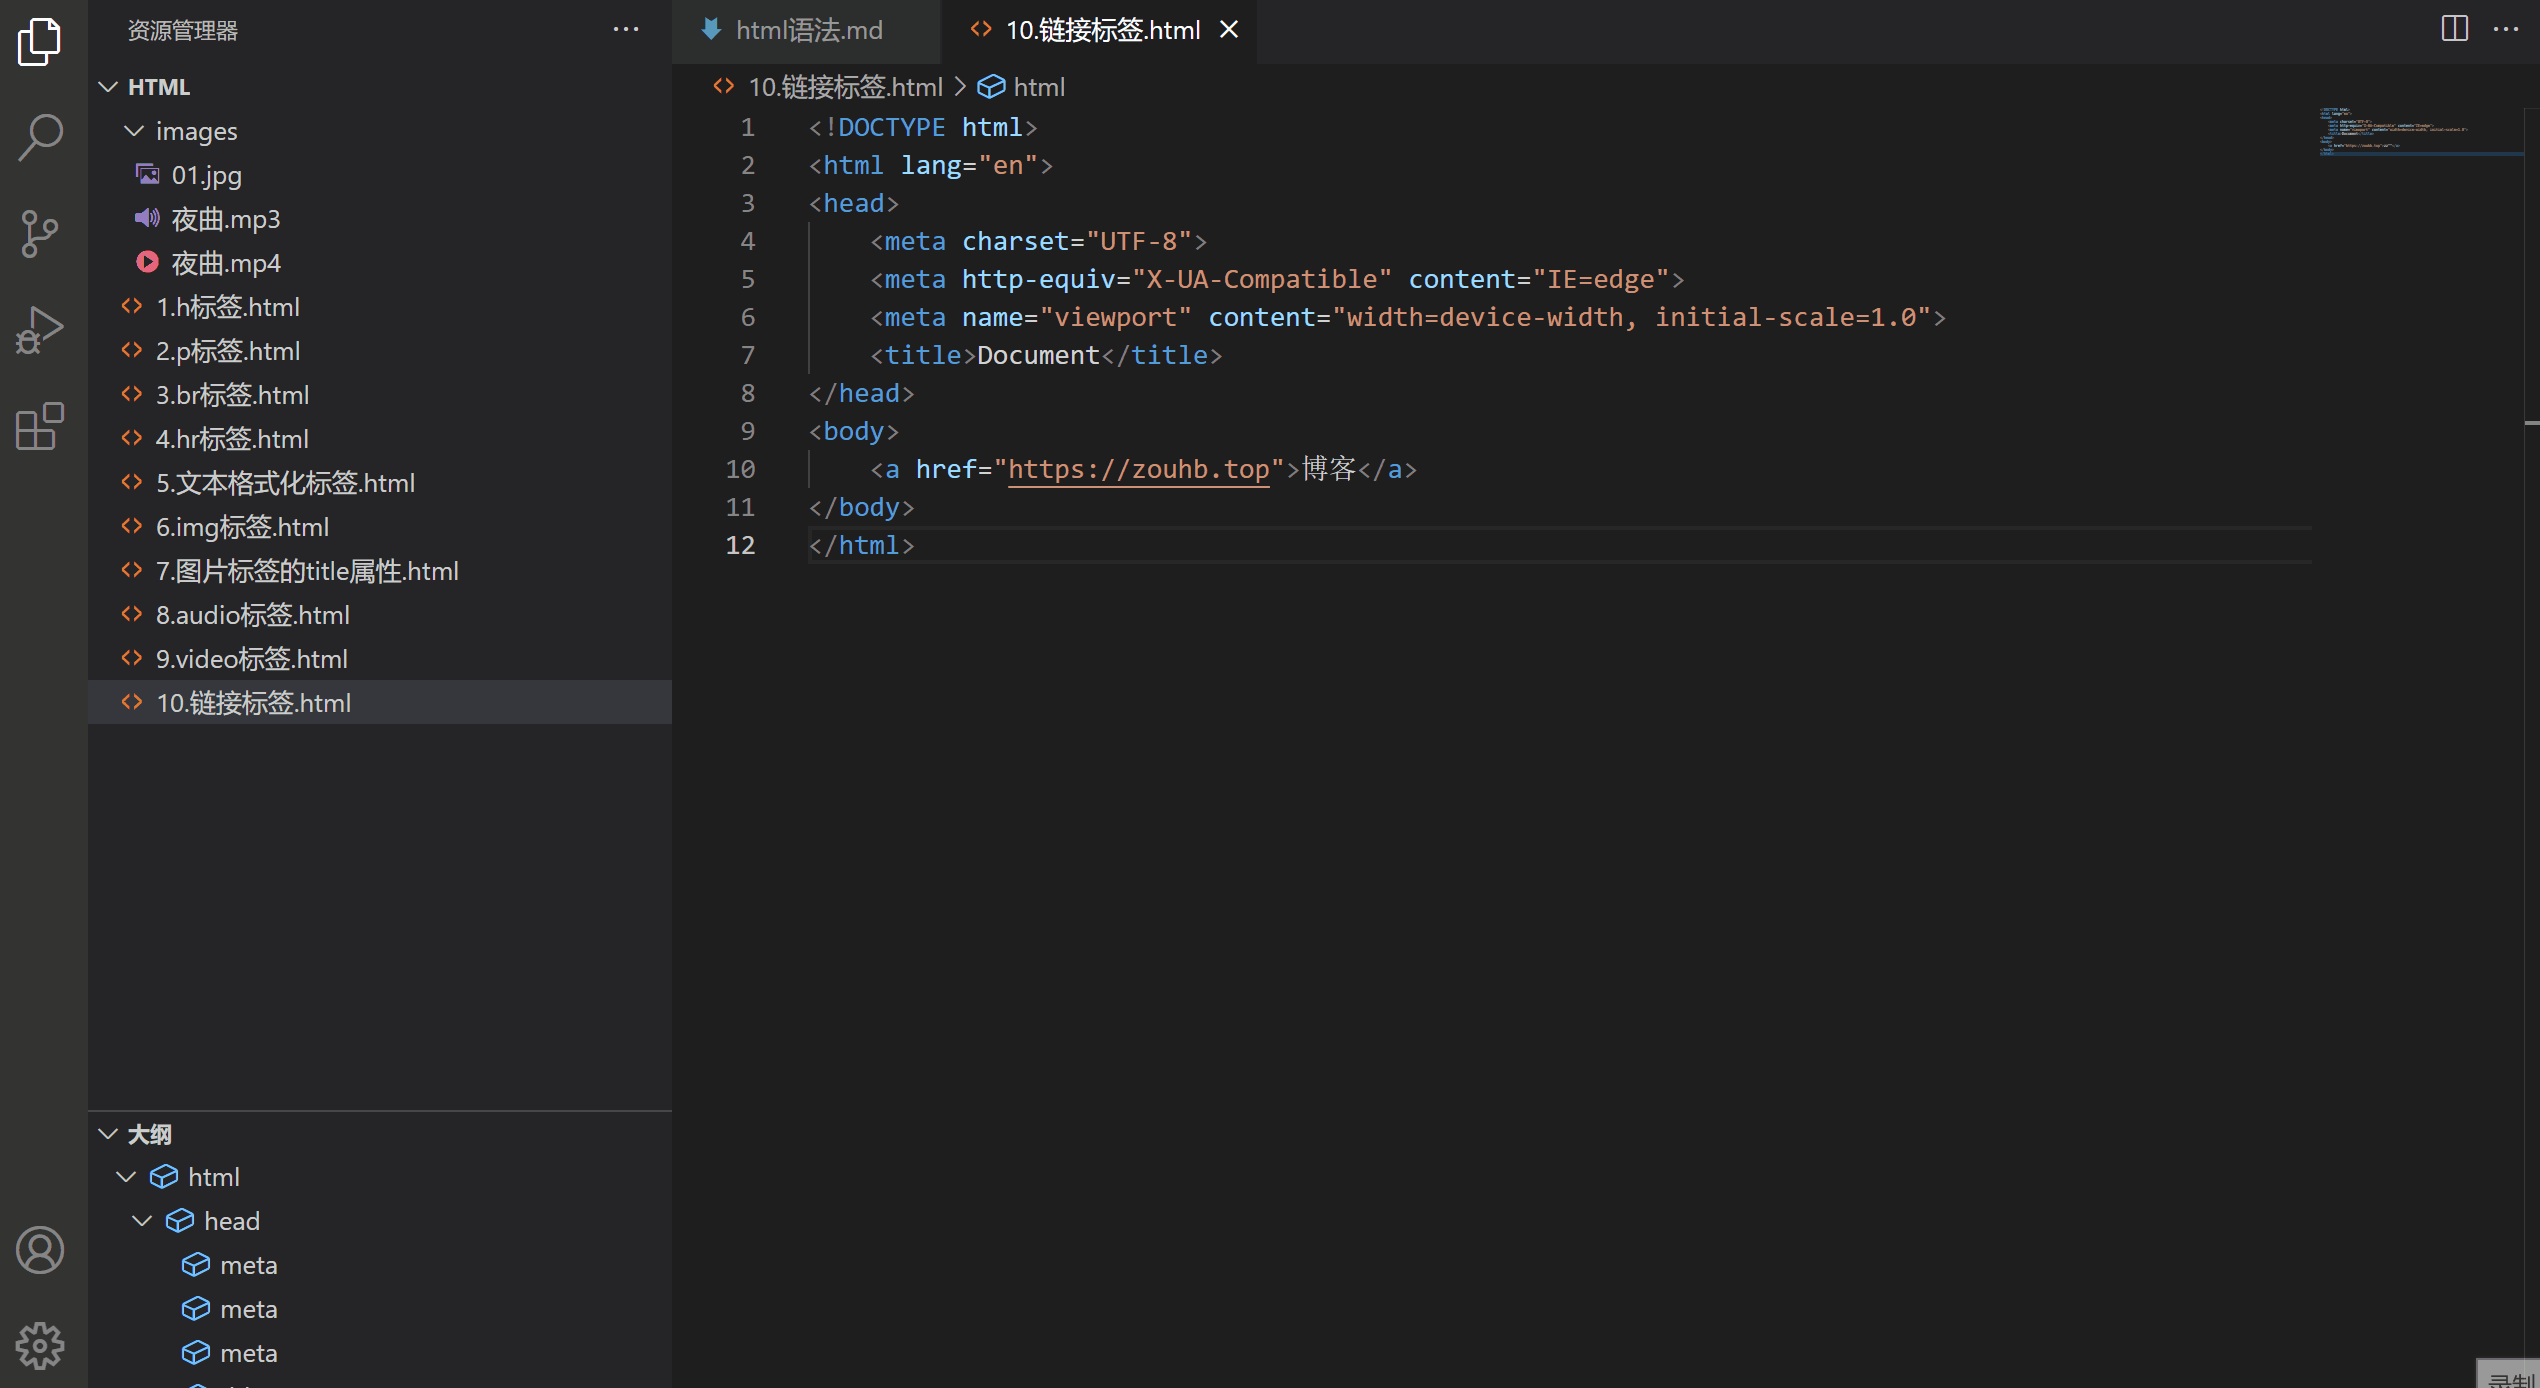 资源管理器
HTML
images
01.jpg
夜曲.mp3
夜曲.mp4
1.h标签.html
2.p标签.html
3.br标签.html
4.hr标签.html
5.文本格式化标签.html
6.img标签.html
7.图片标签的title属性.html
8.audio标签.html
9.video标签.html
10.链接标签.html
大纲
html
head
meta
meta
meta
html语法.md
10.链接标签.html
10.链接标签.html > html
1 <!DOCTYPE html>
2 <html lang="en">
3 <head>
4 <meta charset="UTF-8">
5 <meta http-equiv="X-UA-Compatible" content="IE=edge">
6 <meta name="viewport" content="width=device-width, initial-scale=1.0">
7 <title>Document</title>
8 </head>
9 <body>
10 <a href="https://zouhb.top">博客</a>
11 </body>
12 </html>